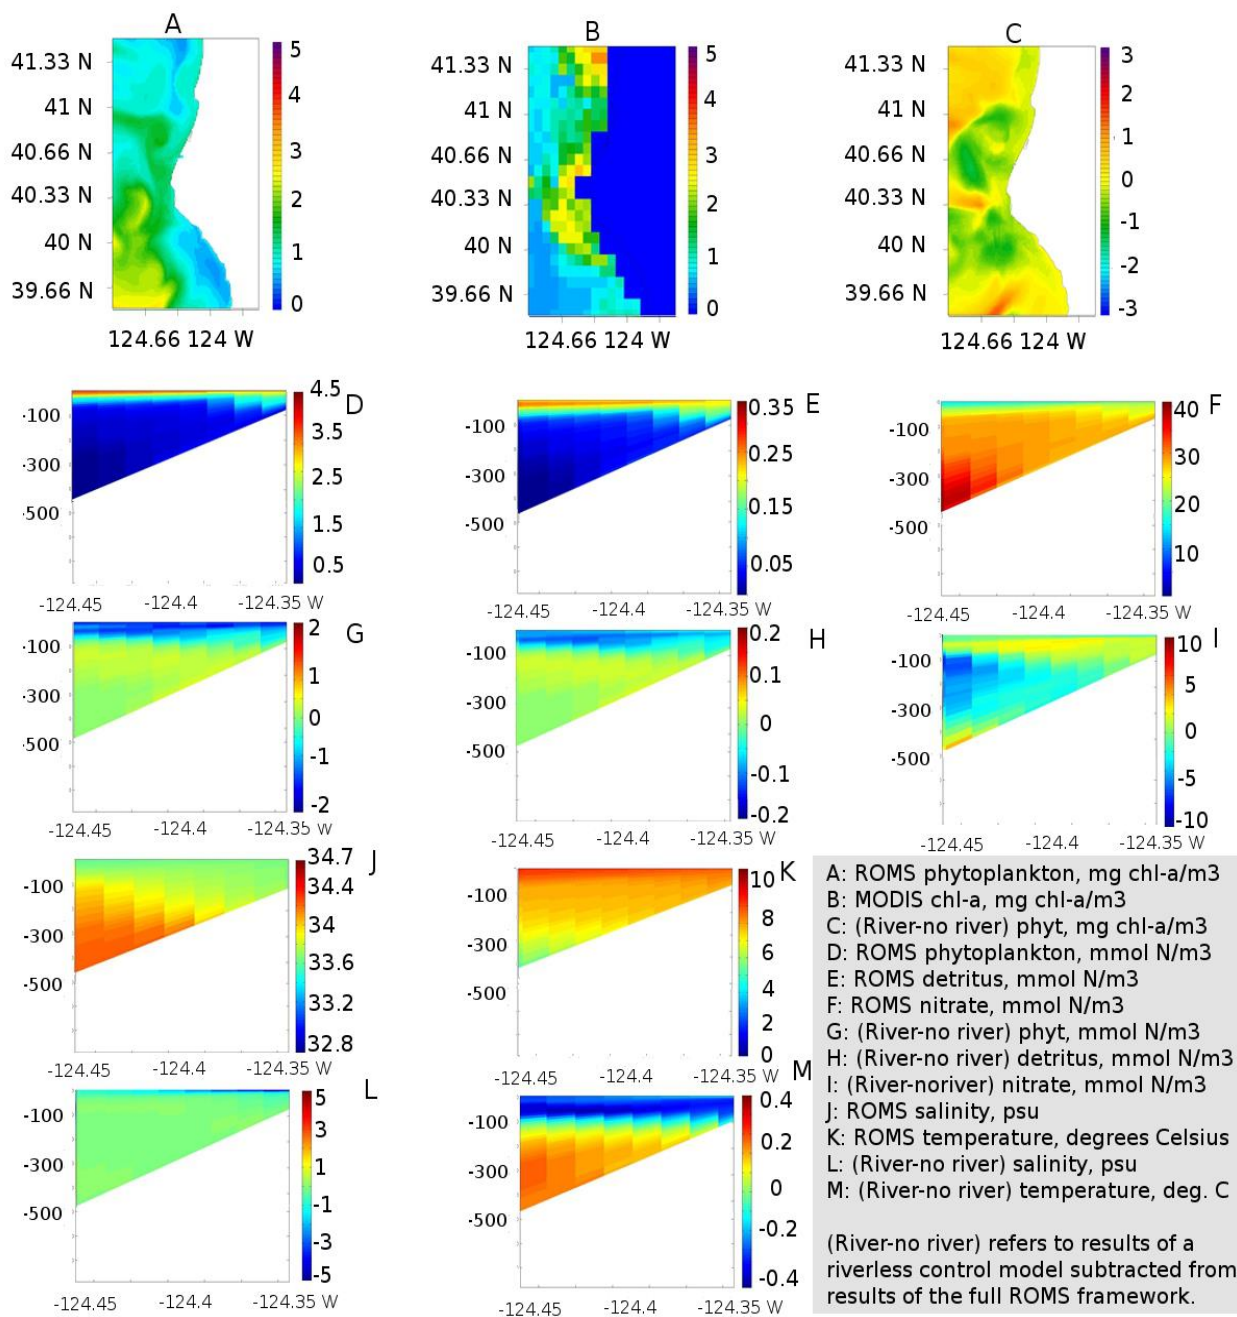 A
B
C
41.33 N
41 N
40.66 N
40.33 N
40 N
39.66 N
124.66 124 W
5
4
3
2
1
0
41.33 N
41 N
40.66 N
40.33 N
40 N
39.66 N
124.66 124 W
5
4
3
2
1
0
41.33 N
41 N
40.66 N
40.33 N
40 N
39.66 N
124.66 124 W
3
2
1
0
-1
-2
-3
D
-100
-300
-500
-124.45 -124.4 -124.35 W
4.5
3.5
2.5
1.5
0.5
E
-100
-300
-500
-124.45 -124.4 -124.35 W
0.35
0.25
0.15
0.05
F
-100
-300
-500
-124.45 -124.4 -124.35 W
40
30
20
10
G
-100
-300
-500
-124.45 -124.4 -124.35 W
2
1
0
-1
-2
H
-100
-300
-500
-124.45 -124.4 -124.35 W
0.2
0.1
0
-0.1
-0.2
I
-100
-300
-500
-124.45 -124.4 -124.35 W
10
5
0
-5
-10
J
-100
-300
-500
-124.45 -124.4 -124.35 W
34.7
34.4
34
33.6
33.2
32.8
K
-100
-300
-500
-124.45 -124.4 -124.35 W
10
8
6
4
2
0
L
-100
-300
-500
-124.45 -124.4 -124.35 W
5
3
1
-1
-3
-5
M
-100
-300
-500
-124.45 -124.4 -124.35 W
0.4
0.2
0
-0.2
-0.4
A: ROMS phytoplankton, mg chl-a/m3
B: MODIS chl-a, mg chl-a/m3
C: (River-no river) phyt, mg chl-a/m3
D: ROMS phytoplankton, mmol N/m3
E: ROMS detritus, mmol N/m3
F: ROMS nitrate, mmol N/m3
G: (River-no river) phyt, mmol N/m3
H: (River-no river) detritus, mmol N/m3
I: (River-noriver) nitrate, mmol N/m3
J: ROMS salinity, psu
K: ROMS temperature, degrees Celsius
L: (River-no river) salinity, psu
M: (River-no river) temperature, deg. C
(River-no river) refers to results of a
riverless control model subtracted from
results of the full ROMS framework.